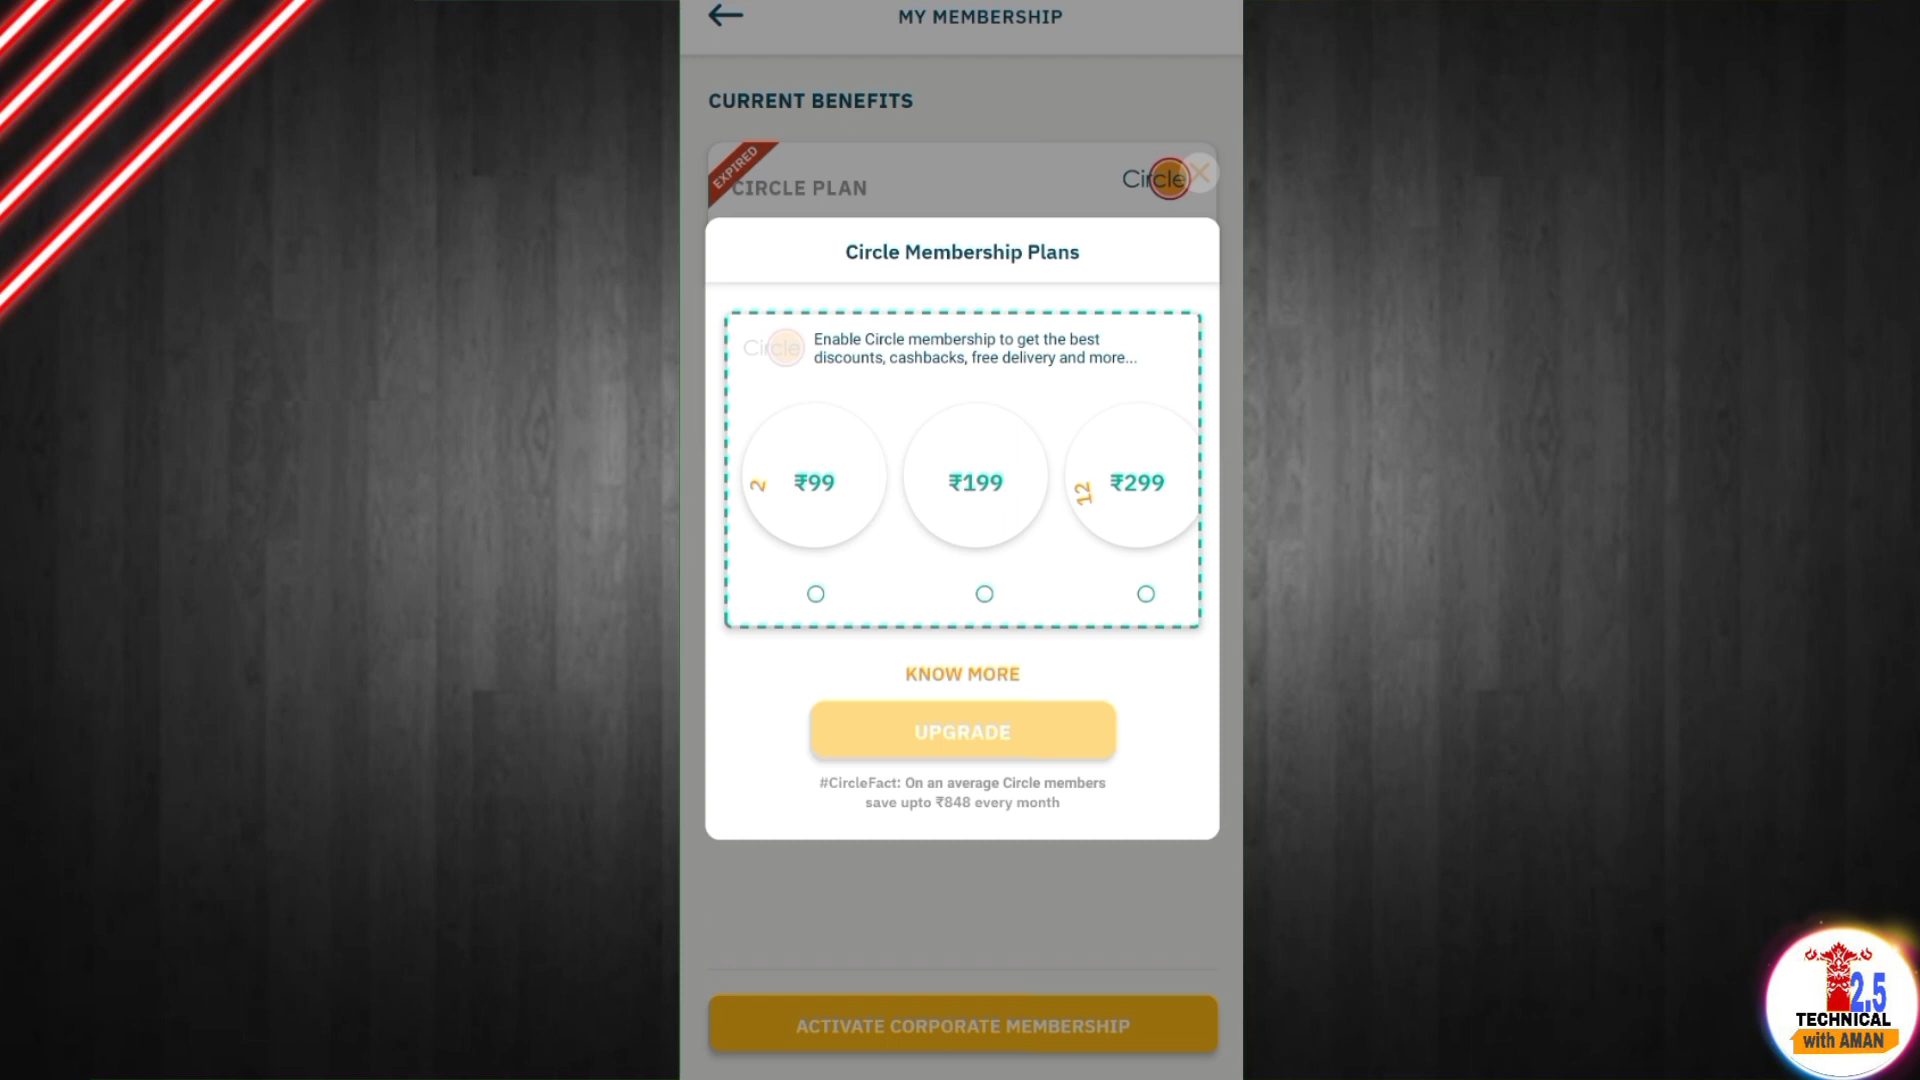 MY MEMBERSHIP
CURRENT BENEFITS
EXPIRED
CIRCLE PLAN
Circle
Circle Membership Plans
Circle
Enable Circle membership to get the best
discounts, cashbacks, free delivery and more...
2
₹99
₹199
12
₹299
KNOW MORE
UPGRADE
#CircleFact: On an average Circle members
save upto ₹848 every month
ACTIVATE CORPORATE MEMBERSHIP
2.5
TECHNICAL
with AMAN